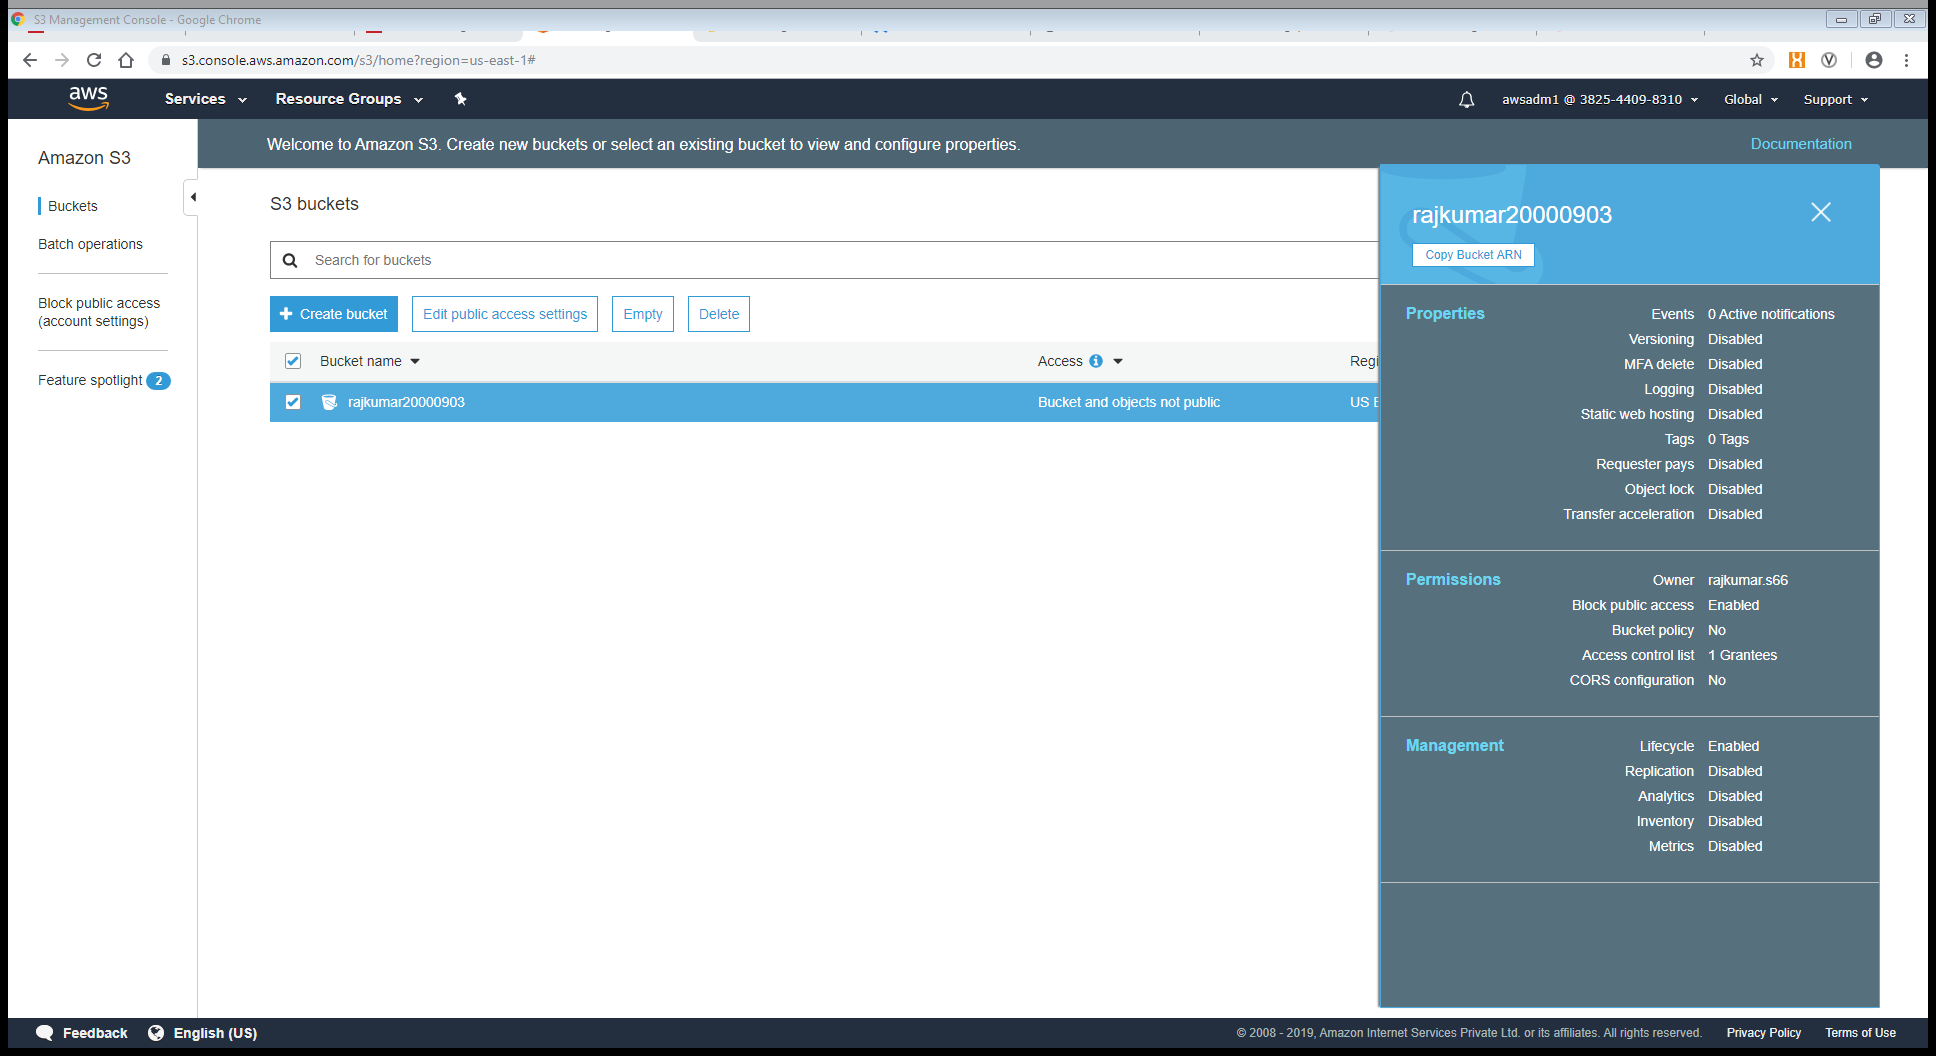 S3 Management Console - Google Chrome
s3.console.aws.amazon.com/s3/home?region=us-east-1#
aws Services Resource Groups awsadm1 @ 3825-4409-8310 Global Support
Amazon S3
Buckets
Batch operations
Block public access
(account settings)
Feature spotlight 2
Welcome to Amazon S3. Create new buckets or select an existing bucket to view and configure properties. Documentation
S3 buckets
Search for buckets
Create bucket Edit public access settings Empty Delete
Bucket name Access
rajkumar20000903 Bucket and objects not public US
rajkumar20000903
Copy Bucket ARN
Properties Events 0 Active notifications
Versioning Disabled
MFA delete Disabled
Logging Disabled
Static web hosting Disabled
Tags 0 Tags
Requester pays Disabled
Object lock Disabled
Transfer acceleration Disabled
Permissions Owner rajkumar.s66
Block public access Enabled
Bucket policy No
Access control list 1 Grantees
CORS configuration No
Management Lifecycle Enabled
Replication Disabled
Analytics Disabled
Inventory Disabled
Metrics Disabled
Feedback English (US) © 2008 - 2019, Amazon Internet Services Private Ltd. or its affiliates. All rights reserved. Privacy Policy Terms of Use